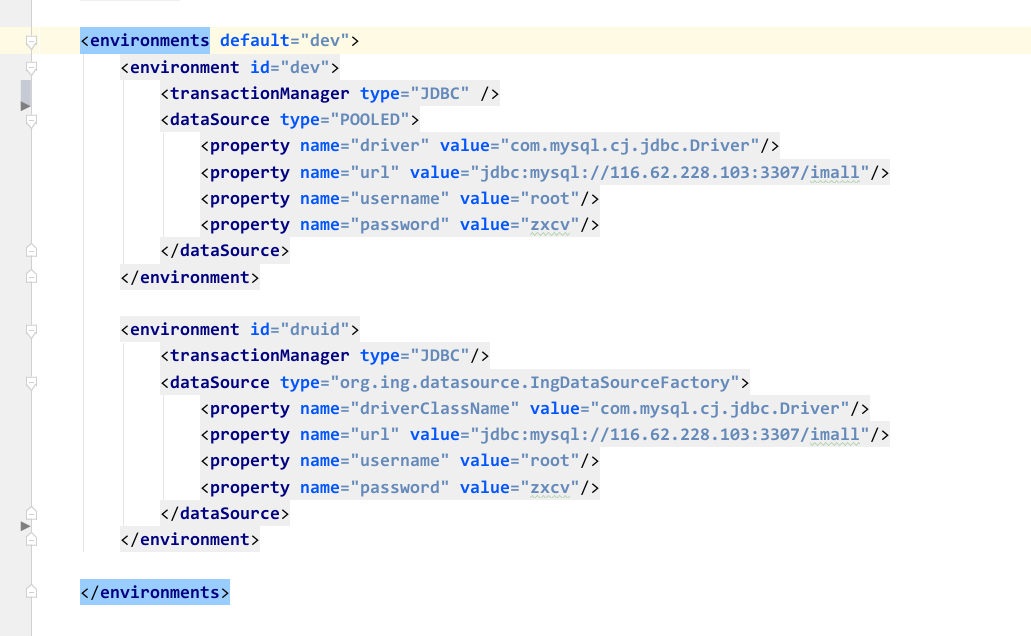 <environments default="dev">
<environment id="dev">
<transactionManager type="JDBC" />
<dataSource type="POOLED">
<property name="driver" value="com.mysql.cj.jdbc.Driver"/>
<property name="url" value="jdbc:mysql://116.62.228.103:3307/imall"/>
<property name="username" value="root"/>
<property name="password" value="zxcv"/>
</dataSource>
</environment>
<environment id="druid">
<transactionManager type="JDBC"/>
<dataSource type="org.ing.datasource.IngDataSourceFactory">
<property name="driverClassName" value="com.mysql.cj.jdbc.Driver"/>
<property name="url" value="jdbc:mysql://116.62.228.103:3307/imall"/>
<property name="username" value="root"/>
<property name="password" value="zxcv"/>
</dataSource>
</environment>
</environments>